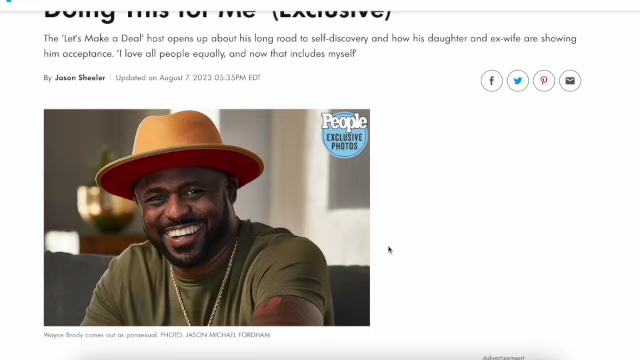 Doing This for Me' (Exclusive)
The 'Let's Make a Deal' host opens up about his long road to self-discovery and how his daughter and ex-wife are showing
him acceptance. 'I love all people equally, and now that includes myself'
By Jason Sheeler | Updated on August 7, 2023 05:35PM EDT
People
EXCLUSIVE
PHOTOS
Wayne Brady comes out as pansexual. PHOTO: JASON MICHAEL FORDHAM
Advertisement